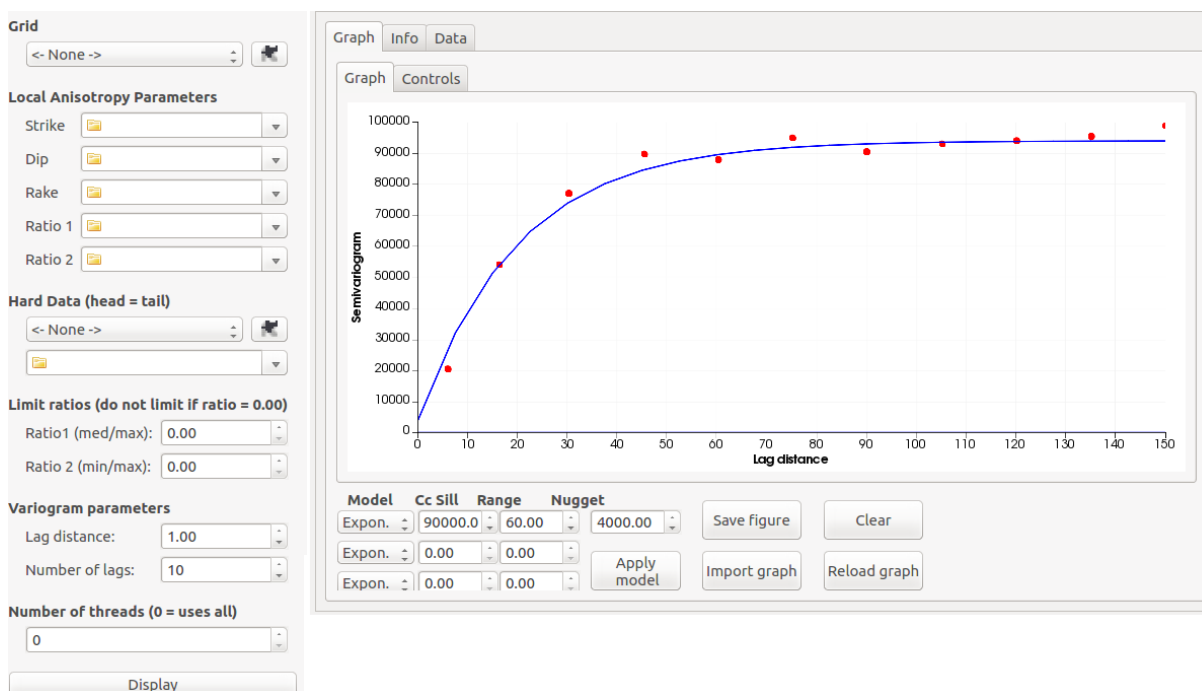 Grid
<- None ->
Local Anisotropy Parameters
Strike
Dip
Rake
Ratio 1
Ratio 2
Hard Data (head = tail)
<- None ->
Limit ratios (do not limit if ratio = 0.00)
Ratio1 (med/max): 0.00
Ratio 2 (min/max): 0.00
Variogram parameters
Lag distance: 1.00
Number of lags: 10
Number of threads (0 = uses all)
0
Display
Graph Info Data
Graph Controls
100000
90000
80000
70000
60000
50000
40000
30000
20000
10000
0
Semivariogram
0 10 20 30 40 50 60 70 80 90 100 110 120 130 140 150
Lag distance
Model Cc Sill Range Nugget
Expon. 90000.0 60.00 4000.00 Save figure Clear
Expon. 0.00 0.00
Apply model Import graph Reload graph
Expon. 0.00 0.00